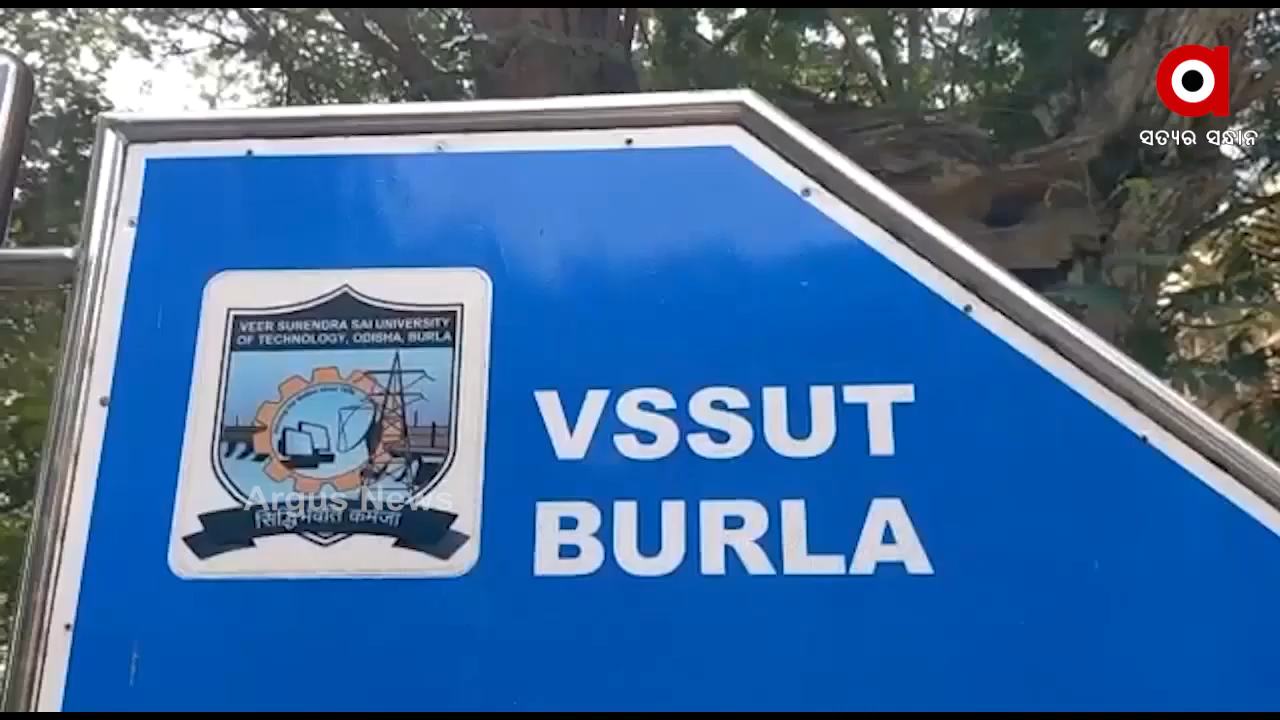 ସତ୍ୟର ସନ୍ଧାନ
VEER SURENDRA SAI UNIVERSITY
OF TECHNOLOGY, ODISHA, BURLA
VSSUT
BURLA
Argus News
सिद्धिर्भवति कर्मजा